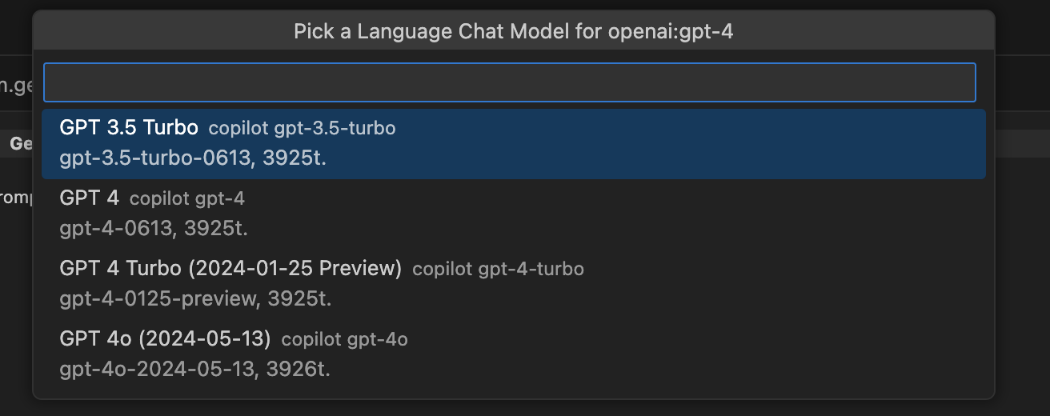 Pick a Language Chat Model for openai:gpt-4
GPT 3.5 Turbo copilot gpt-3.5-turbo
gpt-3.5-turbo-0613, 3925t.
GPT 4 copilot gpt-4
gpt-4-0613, 3925t.
GPT 4 Turbo (2024-01-25 Preview) copilot gpt-4-turbo
gpt-4-0125-preview, 3925t.
GPT 4o (2024-05-13) copilot gpt-4o
gpt-4o-2024-05-13, 3926t.